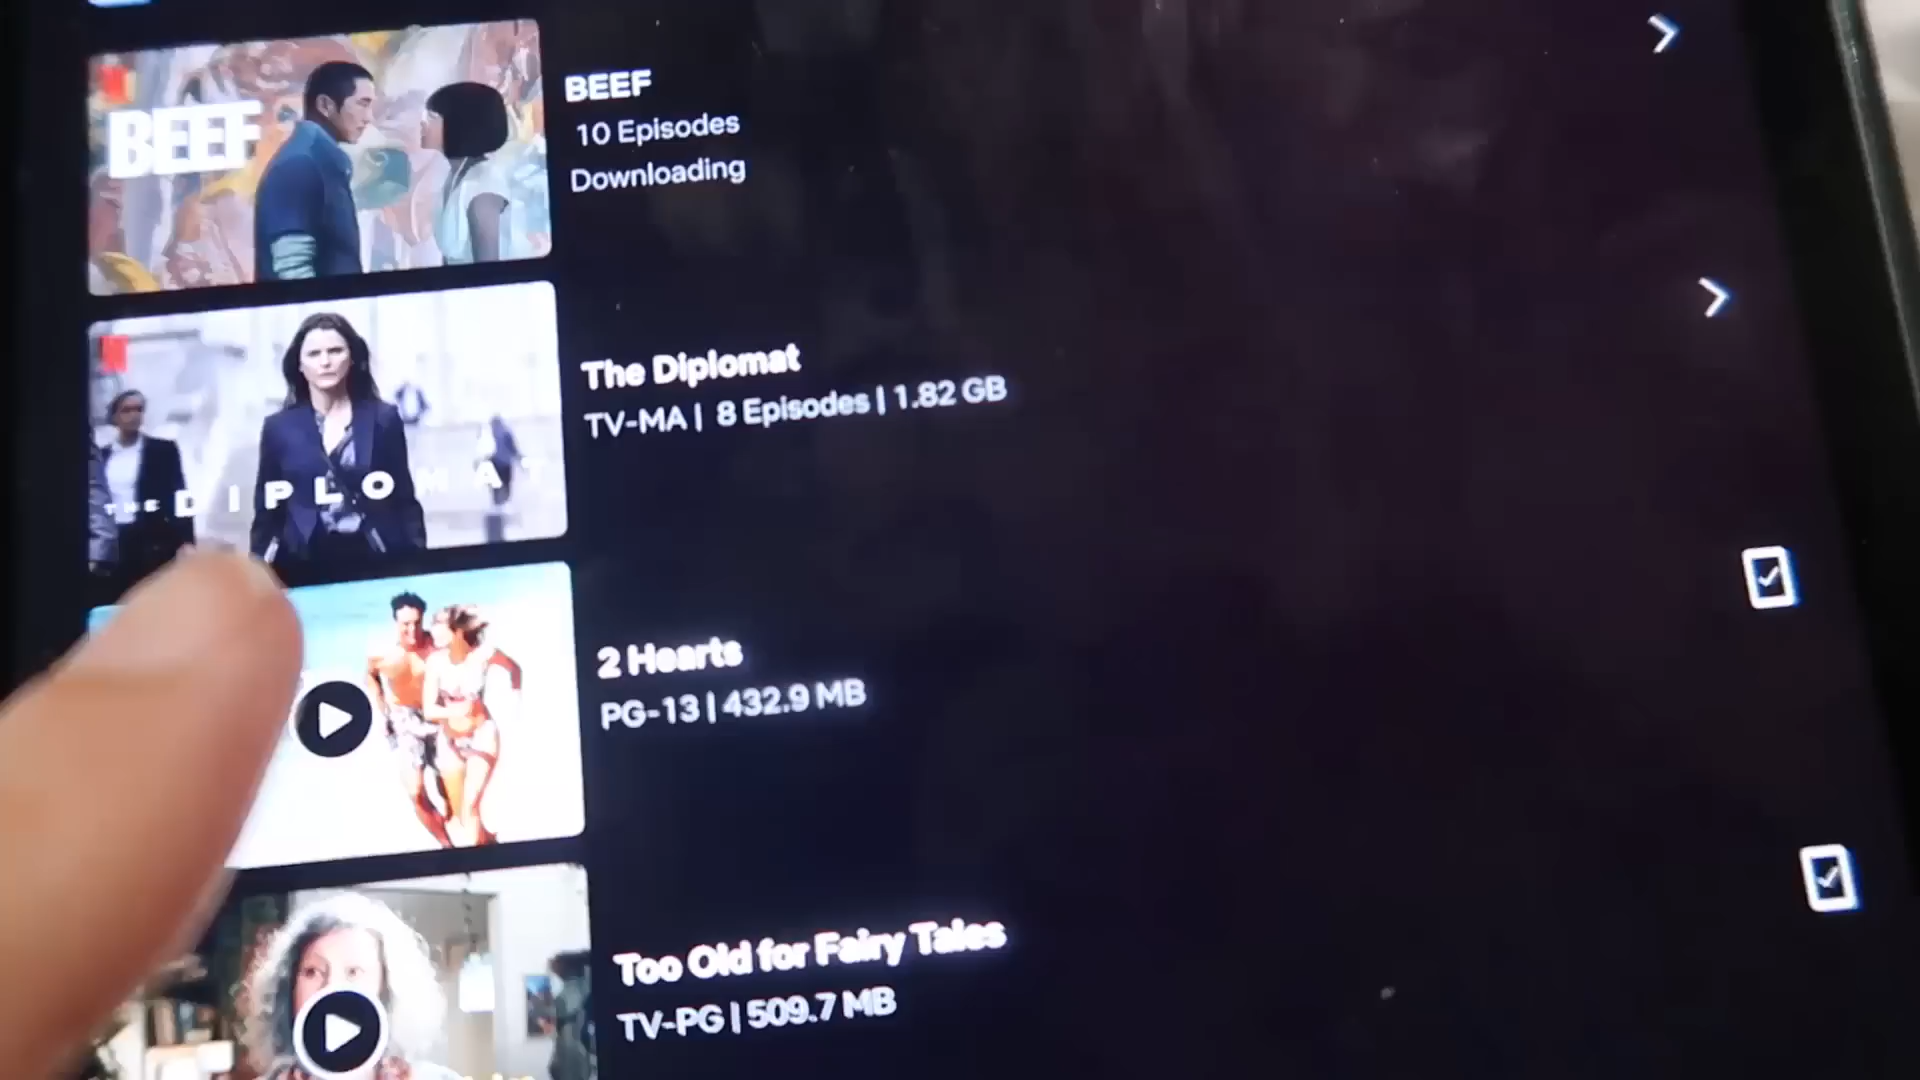 BEEF
BEEF
10 Episodes
Downloading
THE DIPLOMAT
The Diplomat
TV-MA | 8 Episodes | 1.82 GB
2 Hearts
PG-13 | 432.9 MB
Too Old for Fairy Tales
TV-PG | 509.7 MB